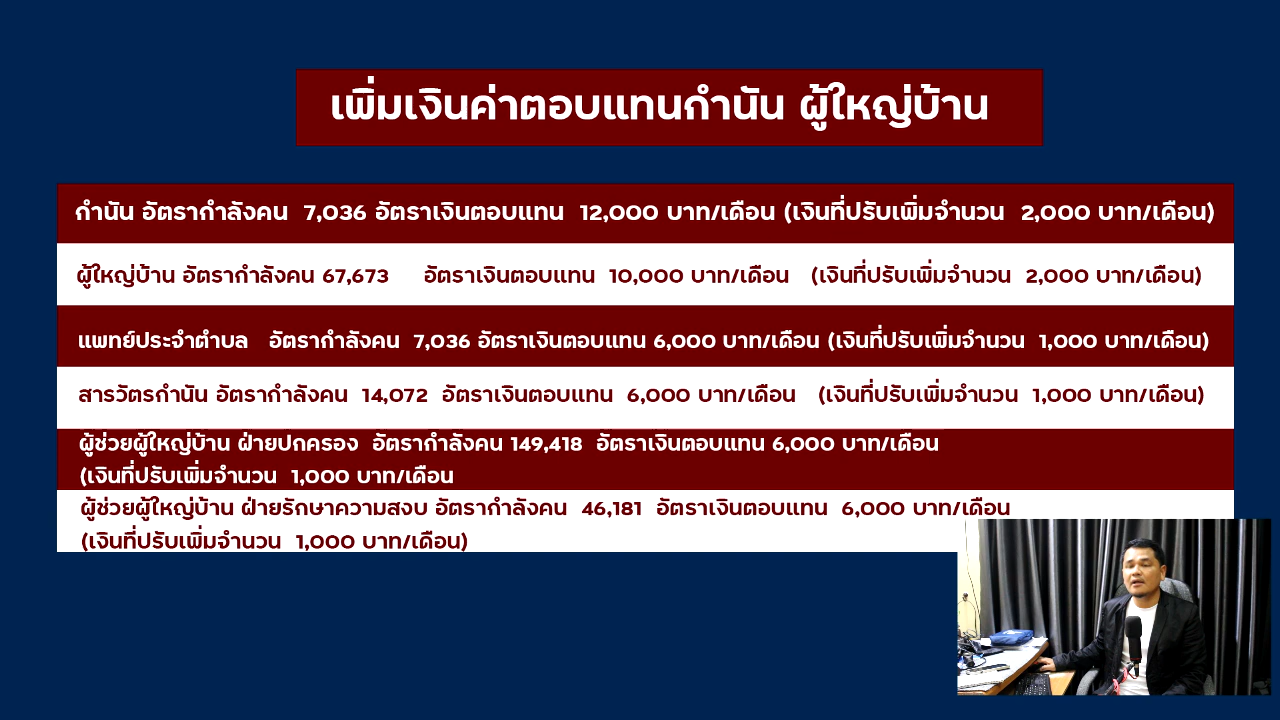 เพิ่มเงินค่าตอบแทนกำนัน ผู้ใหญ่บ้าน
กำนัน อัตรากำลังคน 7,036 อัตราเงินตอบแทน 12,000 บาท/เดือน (เงินที่ปรับเพิ่มจำนวน 2,000 บาท/เดือน)
ผู้ใหญ่บ้าน อัตรากำลังคน 67,673 อัตราเงินตอบแทน 10,000 บาท/เดือน (เงินที่ปรับเพิ่มจำนวน 2,000 บาท/เดือน)
แพทย์ประจำตำบล อัตรากำลังคน 7,036 อัตราเงินตอบแทน 6,000 บาท/เดือน (เงินที่ปรับเพิ่มจำนวน 1,000 บาท/เดือน)
สารวัตรกำนัน อัตรากำลังคน 14,072 อัตราเงินตอบแทน 6,000 บาท/เดือน (เงินที่ปรับเพิ่มจำนวน 1,000 บาท/เดือน)
ผู้ช่วยผู้ใหญ่บ้าน ฝ่ายปกครอง อัตรากำลังคน 149,418 อัตราเงินตอบแทน 6,000 บาท/เดือน
(เงินที่ปรับเพิ่มจำนวน 1,000 บาท/เดือน
ผู้ช่วยผู้ใหญ่บ้าน ฝ่ายรักษาความสงบ อัตรากำลังคน 46,181 อัตราเงินตอบแทน 6,000 บาท/เดือน
(เงินที่ปรับเพิ่มจำนวน 1,000 บาท/เดือน)